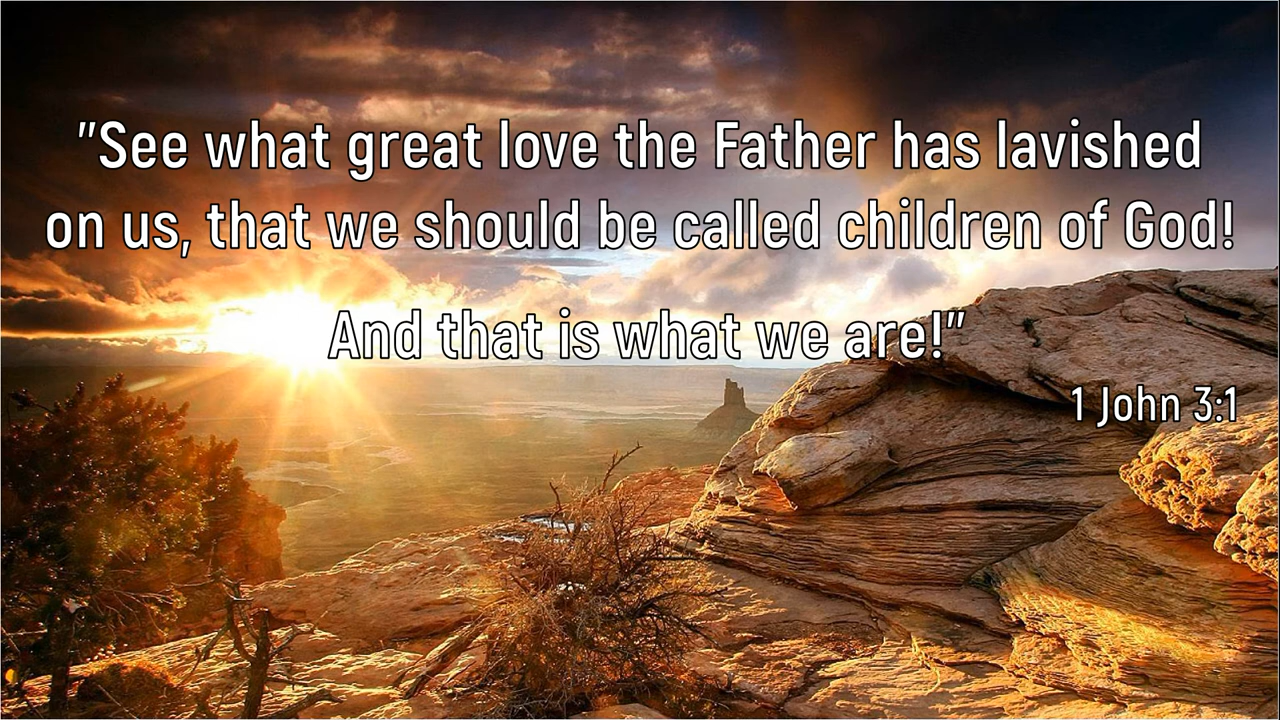 "See what great love the Father has lavished
on us, that we should be called children of God!
And that is what we are!"
1 John 3:1